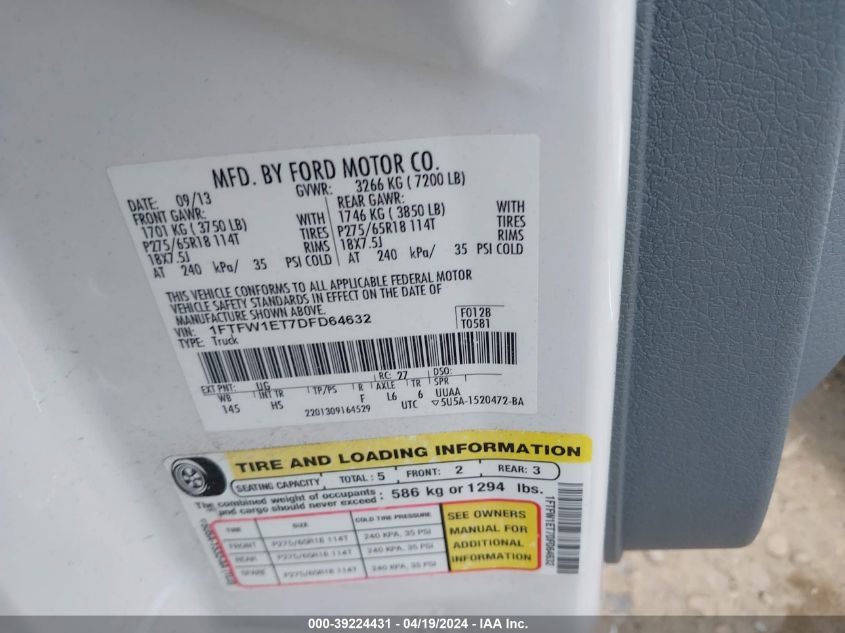 MFD. BY FORD MOTOR CO.
DATE: 09/13 GVWR: 3266 KG ( 7200 LB)
FRONT GAWR: REAR GAWR:
1701 KG ( 3750 LB) WITH 1746 KG ( 3850 LB) WITH
P275/65R18 114T TIRES P275/65R18 114T TIRES
18X7.5J RIMS 18X7.5J RIMS
AT 240 kPa/ 35 PSI COLD AT 240 kPa/ 35 PSI COLD
THIS VEHICLE CONFORMS TO ALL APPLICABLE FEDERAL MOTOR
VEHICLE SAFETY STANDARDS IN EFFECT ON THE DATE OF
MANUFACTURE SHOWN ABOVE.
VIN: 1FTFW1ET7DFD64632 F0128
TYPE: Truck T0581
EXT PNT: UG RC: 27 DSO:
WB INT TR TP/PS R AXLE TR SPR
145 HS F L6 6 UUAA
2201309164529 UTC ▽5U5A-1520472-BA
TIRE AND LOADING INFORMATION
SEATING CAPACITY TOTAL: 5 FRONT: 2 REAR: 3
The combined weight of occupants and cargo should never exceed: 586 kg or 1294 lbs.
TIRE SIZE COLD TIRE PRESSURE
FRONT P275/65R18 114T 240 KPA, 35 PSI
REAR P275/65R18 114T 240 KPA, 35 PSI
SPARE P275/65R18 114T 240 KPA, 35 PSI
SEE OWNERS
MANUAL FOR
ADDITIONAL
INFORMATION
1FTFW1ET7DFD64632
000-39224431 - 04/19/2024 - IAA Inc.